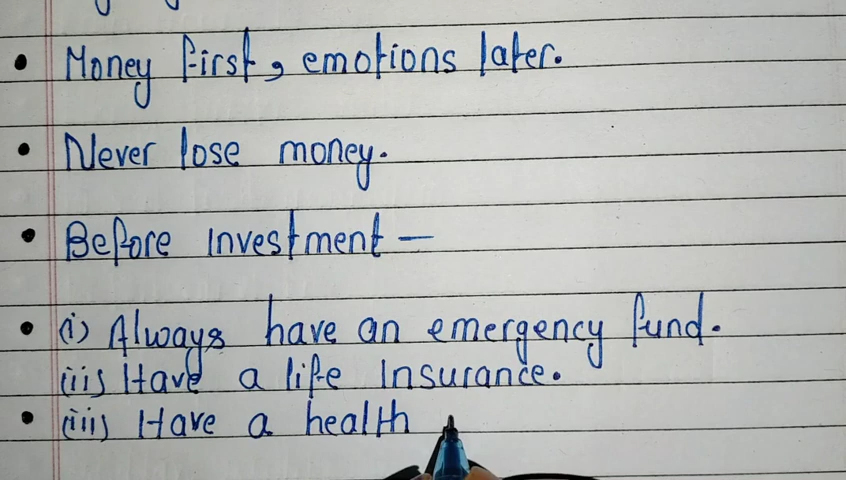 • Money first, emotions later.
• Never lose money.
• Before Investment —
• (i) Always have an emergency fund.
(ii) Have a life Insurance.
• (iii) Have a health